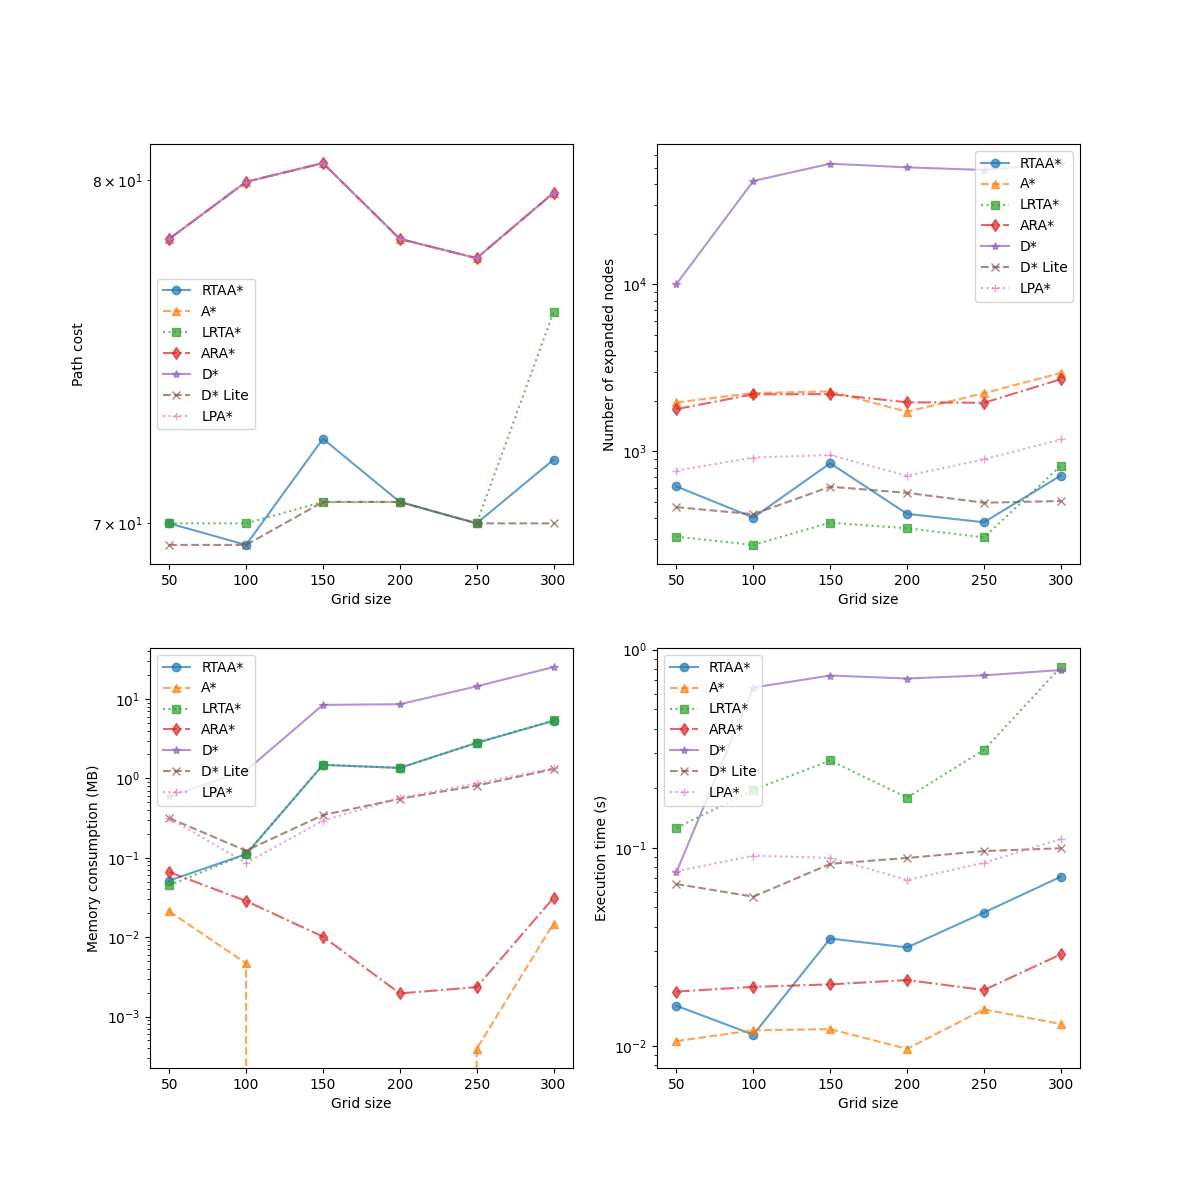 8 × 10¹
7 × 10¹
Path cost
RTAA*
A*
LRTA*
ARA*
D*
D* Lite
LPA*
50 100 150 200 250 300
Grid size
10⁴
10³
Number of expanded nodes
RTAA*
A*
LRTA*
ARA*
D*
D* Lite
LPA*
50 100 150 200 250 300
Grid size
10¹
10⁰
10⁻¹
10⁻²
10⁻³
Memory consumption (MB)
RTAA*
A*
LRTA*
ARA*
D*
D* Lite
LPA*
50 100 150 200 250 300
Grid size
10⁰
10⁻¹
10⁻²
Execution time (s)
RTAA*
A*
LRTA*
ARA*
D*
D* Lite
LPA*
50 100 150 200 250 300
Grid size